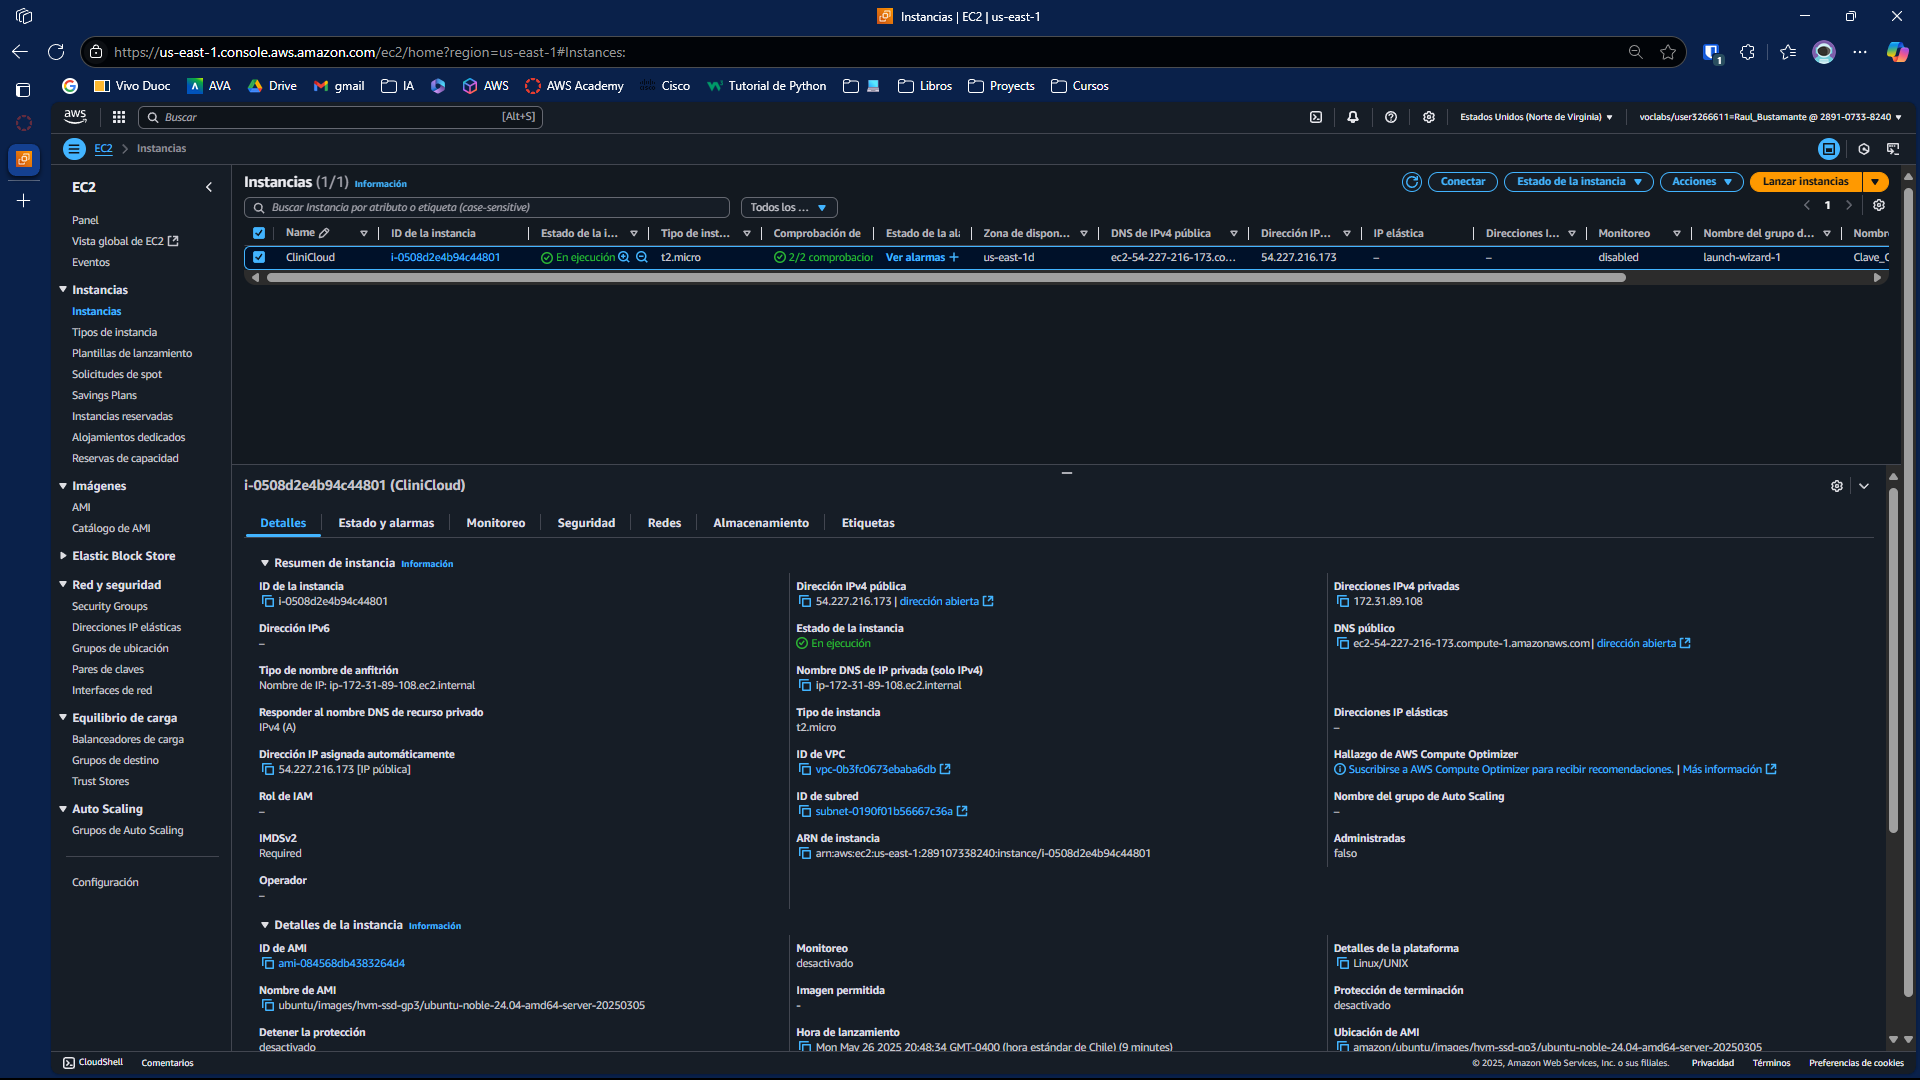 Instancias | EC2 | us-east-1
https://us-east-1.console.aws.amazon.com/ec2/home?region=us-east-1#Instances:
Vivo Duoc AVA Drive gmail IA AWS AWS Academy Cisco Tutorial de Python Libros Proyects Cursos
aws Buscar [Alt+S] Estados Unidos (Norte de Virginia) voclabs/user3266611=Raul_Bustamante @ 2891-0733-8240
EC2 > Instancias
EC2
Panel
Vista global de EC2
Eventos
Instancias
Instancias
Tipos de instancia
Plantillas de lanzamiento
Solicitudes de spot
Savings Plans
Instancias reservadas
Alojamientos dedicados
Reservas de capacidad
Imágenes
AMI
Catálogo de AMI
Elastic Block Store
Red y seguridad
Security Groups
Direcciones IP elásticas
Grupos de ubicación
Pares de claves
Interfaces de red
Equilibrio de carga
Balanceadores de carga
Grupos de destino
Trust Stores
Auto Scaling
Grupos de Auto Scaling
Configuración
Instancias (1/1) Información
Conectar Estado de la instancia Acciones Lanzar instancias
Buscar Instancia por atributo o etiqueta (case-sensitive) Todos los ... 1
Name ID de la instancia Estado de la i... Tipo de inst... Comprobación de Estado de la ala Zona de dispon... DNS de IPv4 pública Dirección IP... IP elástica Direcciones I... Monitoreo Nombre del grupo d... Nombr
CliniCloud i-0508d2e4b94c44801 En ejecución t2.micro 2/2 comprobacion Ver alarmas + us-east-1d ec2-54-227-216-173.co... 54.227.216.173 – – disabled launch-wizard-1 Clave_C
i-0508d2e4b94c44801 (CliniCloud)
Detalles Estado y alarmas Monitoreo Seguridad Redes Almacenamiento Etiquetas
Resumen de instancia Información
ID de la instancia
i-0508d2e4b94c44801
Dirección IPv4 pública
54.227.216.173 | dirección abierta
Direcciones IPv4 privadas
172.31.89.108
Dirección IPv6
–
Estado de la instancia
En ejecución
DNS público
ec2-54-227-216-173.compute-1.amazonaws.com | dirección abierta
Tipo de nombre de anfitrión
Nombre de IP: ip-172-31-89-108.ec2.internal
Nombre DNS de IP privada (solo IPv4)
ip-172-31-89-108.ec2.internal
Responder al nombre DNS de recurso privado
IPv4 (A)
Tipo de instancia
t2.micro
Direcciones IP elásticas
–
Dirección IP asignada automáticamente
54.227.216.173 [IP pública]
ID de VPC
vpc-0b3fc0673ebaba6db
Hallazgo de AWS Compute Optimizer
Suscribirse a AWS Compute Optimizer para recibir recomendaciones. | Más información
Rol de IAM
–
ID de subred
subnet-0190f01b56667c36a
Nombre del grupo de Auto Scaling
–
IMDSv2
Required
ARN de instancia
arn:aws:ec2:us-east-1:289107338240:instance/i-0508d2e4b94c44801
Administradas
falso
Operador
–
Detalles de la instancia Información
ID de AMI
ami-084568db4383264d4
Monitoreo
desactivado
Detalles de la plataforma
Linux/UNIX
Nombre de AMI
ubuntu/images/hvm-ssd-gp3/ubuntu-noble-24.04-amd64-server-20250305
Imagen permitida
-
Protección de terminación
desactivado
Detener la protección
desactivado
Hora de lanzamiento
Mon May 26 2025 20:48:34 GMT-0400 (hora estándar de Chile) (9 minutes)
Ubicación de AMI
amazon/ubuntu/images/hvm-ssd-gp3/ubuntu-noble-24.04-amd64-server-20250305
CloudShell Comentarios © 2025, Amazon Web Services, Inc. o sus filiales. Privacidad Términos Preferencias de cookies